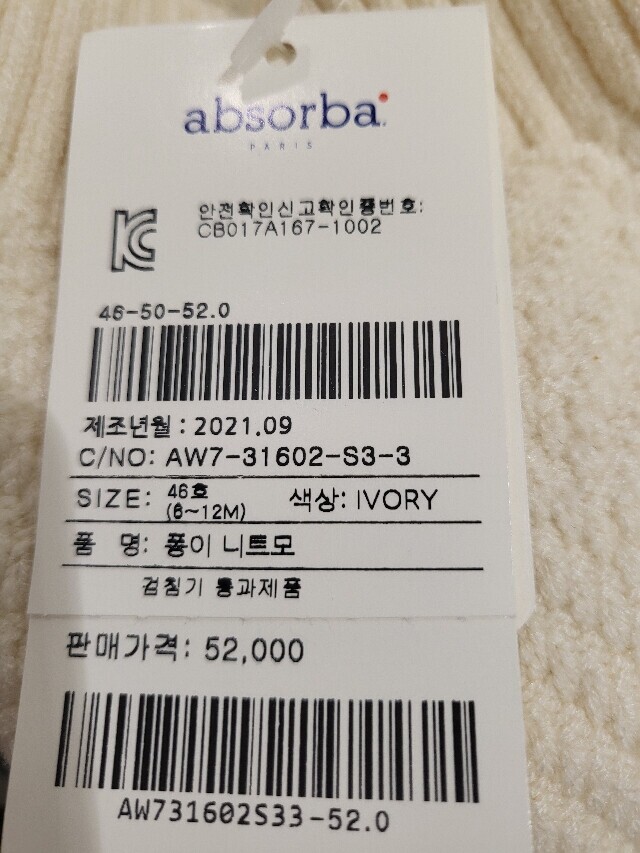 absorba
PARIS
안전확인신고확인증번호:
CB017A167-1002
46-50-52.0
제조년월 : 2021.09
C/NO: AW7-31602-S3-3
SIZE: 46호 (6~12M) 색상: IVORY
품 명: 퐁이 니트모
검침기 통과제품
판매가격: 52,000
AW731602S33-52.0